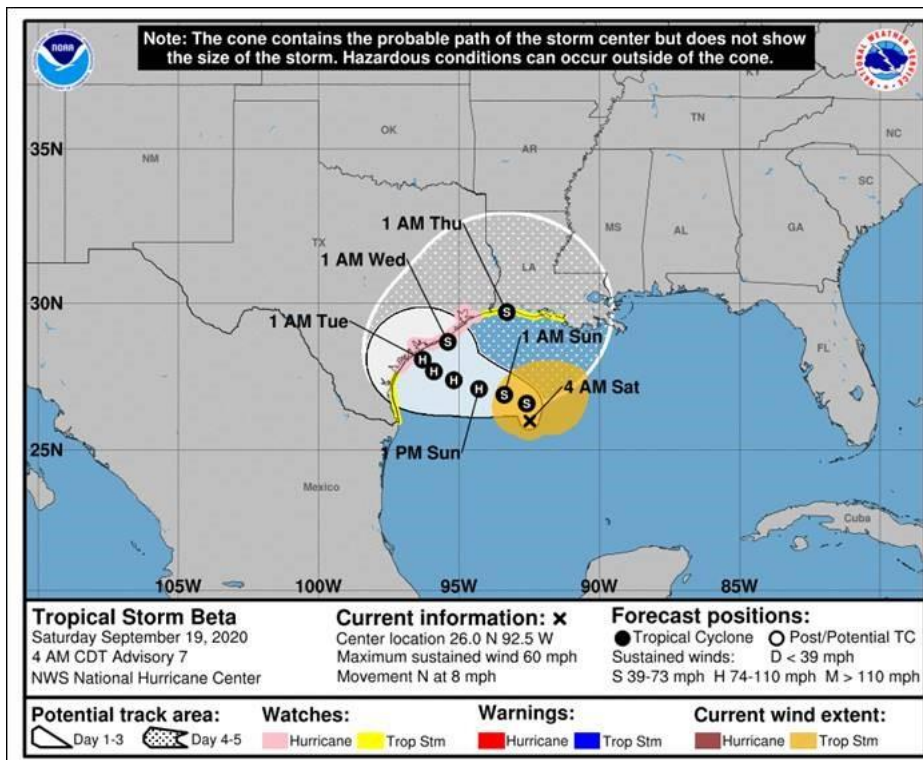 Note: The cone contains the probable path of the storm center but does not show
the size of the storm. Hazardous conditions can occur outside of the cone.
NOAA
NATIONAL WEATHER SERVICE
KY
OK
TN
NC
35N
NM
AR
SC
1 AM Thu
MS
AL
GA
TX
1 AM Wed
LA
30N
1 AM Tue
1 AM Sun
S
S
H
H
H
H
S
S
FL
4 AM Sat
1 PM Sun
25N
Mexico
Cuba
105W
100W
95W
90W
85W
Tropical Storm Beta
Saturday September 19, 2020
4 AM CDT Advisory 7
NWS National Hurricane Center
Current information: ×
Center location 26.0 N 92.5 W
Maximum sustained wind 60 mph
Movement N at 8 mph
Forecast positions:
Tropical Cyclone Post/Potential TC
Sustained winds: D < 39 mph
S 39-73 mph H 74-110 mph M > 110 mph
Potential track area:
Day 1-3 Day 4-5
Watches:
Hurricane Trop Stm
Warnings:
Hurricane Trop Stm
Current wind extent:
Hurricane Trop Stm